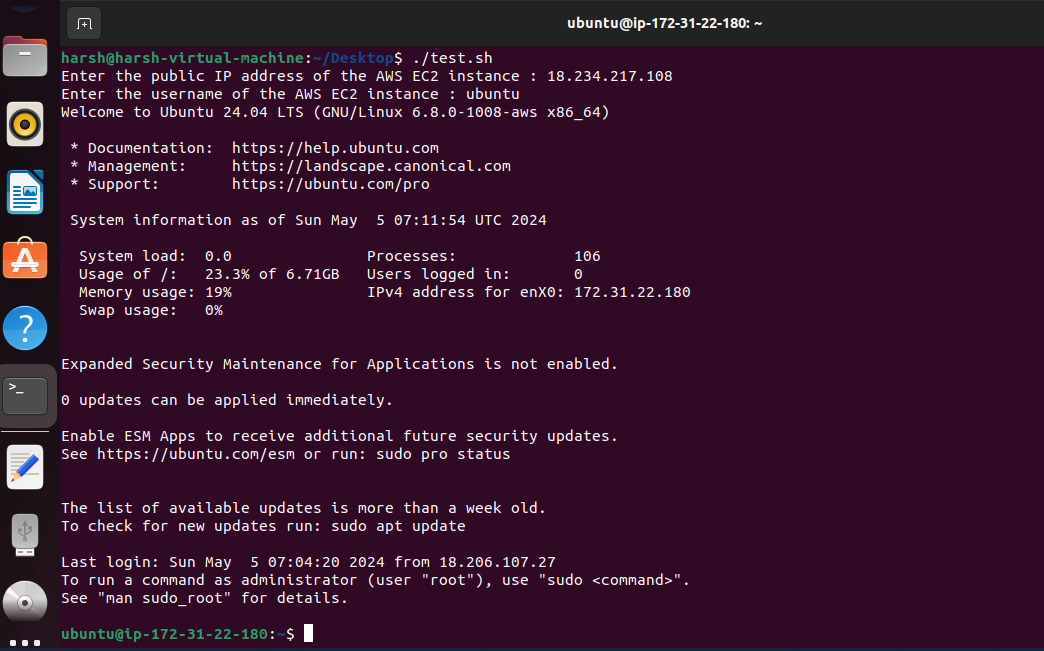 ubuntu@ip-172-31-22-180: ~
harsh@harsh-virtual-machine:~/Desktop$ ./test.sh
Enter the public IP address of the AWS EC2 instance : 18.234.217.108
Enter the username of the AWS EC2 instance : ubuntu
Welcome to Ubuntu 24.04 LTS (GNU/Linux 6.8.0-1008-aws x86_64)
* Documentation:  https://help.ubuntu.com
* Management:     https://landscape.canonical.com
* Support:        https://ubuntu.com/pro
System information as of Sun May  5 07:11:54 UTC 2024
System load:  0.0               Processes:             106
Usage of /:   23.3% of 6.71GB   Users logged in:       0
Memory usage: 19%               IPv4 address for enX0: 172.31.22.180
Swap usage:   0%
Expanded Security Maintenance for Applications is not enabled.
0 updates can be applied immediately.
Enable ESM Apps to receive additional future security updates.
See https://ubuntu.com/esm or run: sudo pro status
The list of available updates is more than a week old.
To check for new updates run: sudo apt update
Last login: Sun May  5 07:04:20 2024 from 18.206.107.27
To run a command as administrator (user "root"), use "sudo <command>".
See "man sudo_root" for details.
ubuntu@ip-172-31-22-180:~$